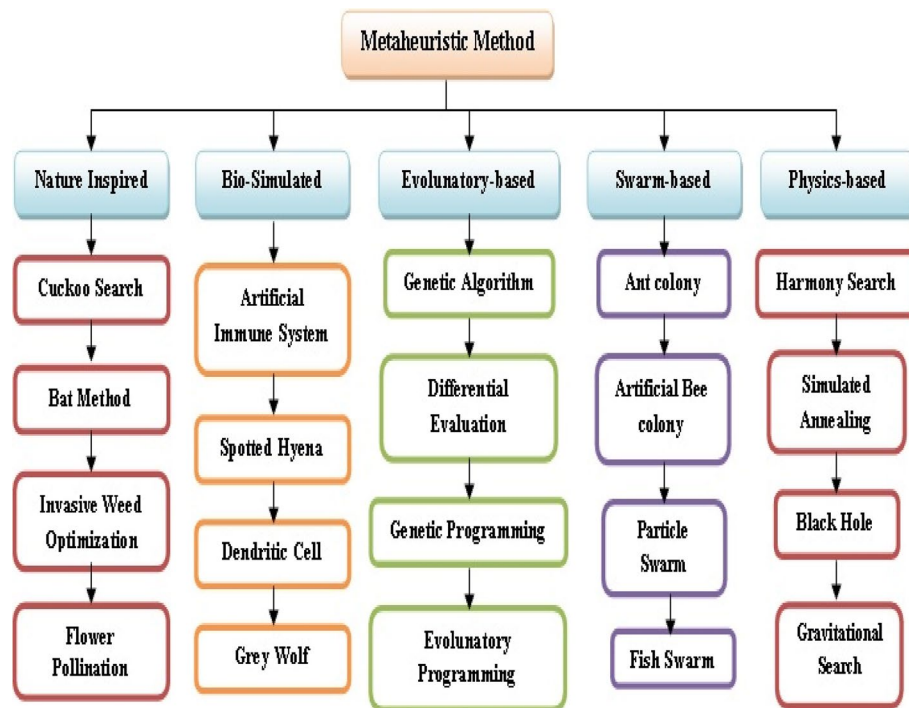 Metaheuristic Method
Nature Inspired
Bio-Simulated
Evolunatory-based
Swarm-based
Physics-based
Cuckoo Search
Bat Method
Invasive Weed
Optimization
Flower
Pollination
Artificial
Immune System
Spotted Hyena
Dendritic Cell
Grey Wolf
Genetic Algorithm
Differential
Evaluation
Genetic Programming
Evolunatory
Programming
Ant colony
Artificial Bee
colony
Particle
Swarm
Fish Swarm
Harmony Search
Simulated
Annealing
Black Hole
Gravitational
Search